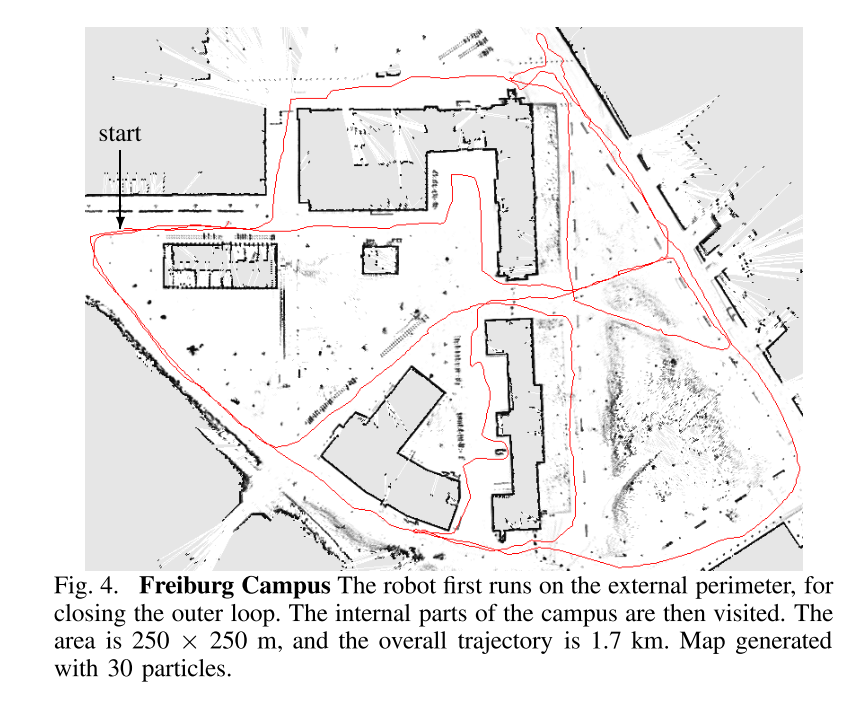 start
Fig. 4. Freiburg Campus The robot first runs on the external perimeter, for
closing the outer loop. The internal parts of the campus are then visited. The
area is 250 × 250 m, and the overall trajectory is 1.7 km. Map generated
with 30 particles.